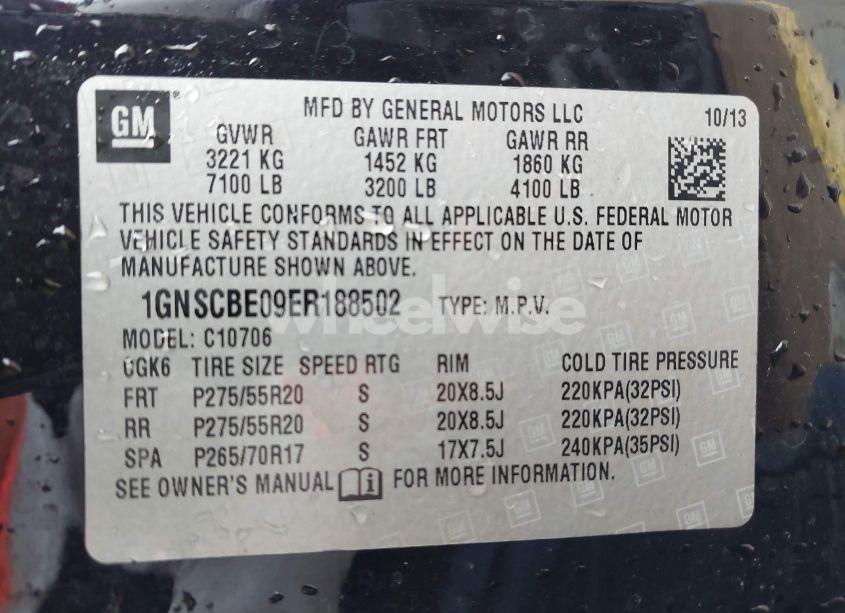 GM ®
MFD BY GENERAL MOTORS LLC 10/13
GVWR GAWR FRT GAWR RR
3221 KG 1452 KG 1860 KG
7100 LB 3200 LB 4100 LB
THIS VEHICLE CONFORMS TO ALL APPLICABLE U.S. FEDERAL MOTOR
VEHICLE SAFETY STANDARDS IN EFFECT ON THE DATE OF
MANUFACTURE SHOWN ABOVE.
1GNSCBE09ER188502 TYPE: M.P.V.
wheelwise
MODEL: C10706
CGK6 TIRE SIZE SPEED RTG RIM COLD TIRE PRESSURE
FRT P275/55R20 S 20X8.5J 220KPA(32PSI)
RR P275/55R20 S 20X8.5J 220KPA(32PSI)
SPA P265/70R17 S 17X7.5J 240KPA(35PSI)
SEE OWNER'S MANUAL i FOR MORE INFORMATION.